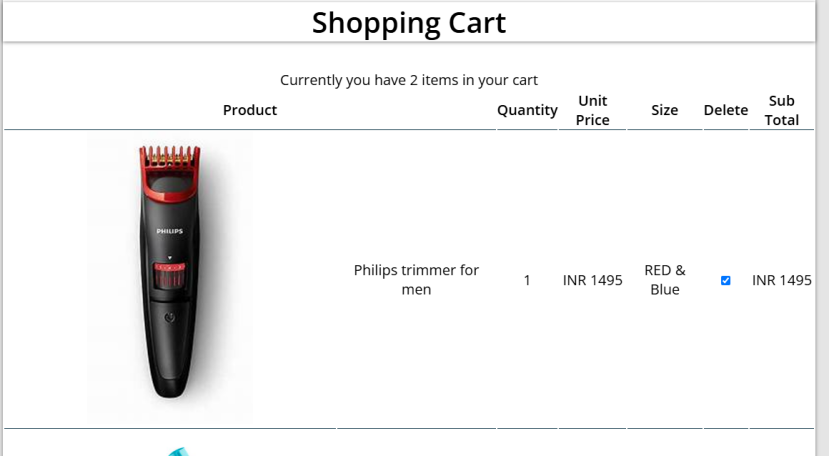 Shopping Cart
Currently you have 2 items in your cart
Product Quantity Unit Price Size Delete Sub Total
PHILIPS
Philips trimmer for men 1 INR 1495 RED & Blue INR 1495